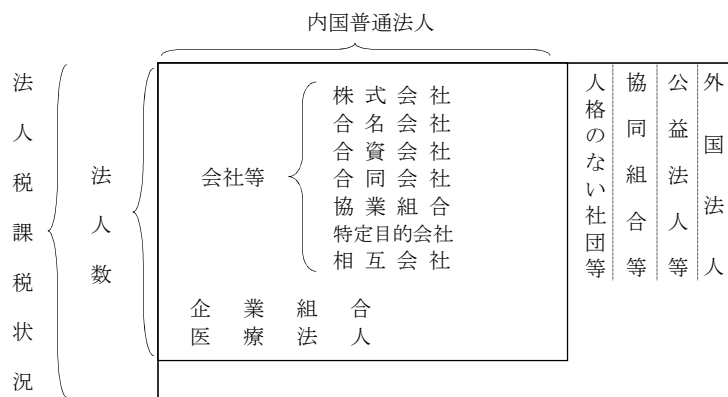 内国普通法人
法人税課税状況
法人数
会社等
株式会社
合名会社
合資会社
合同会社
協業組合
特定目的会社
相互会社
企業組合
医療法人
人格のない社団等
協同組合等
公益法人等
外国法人